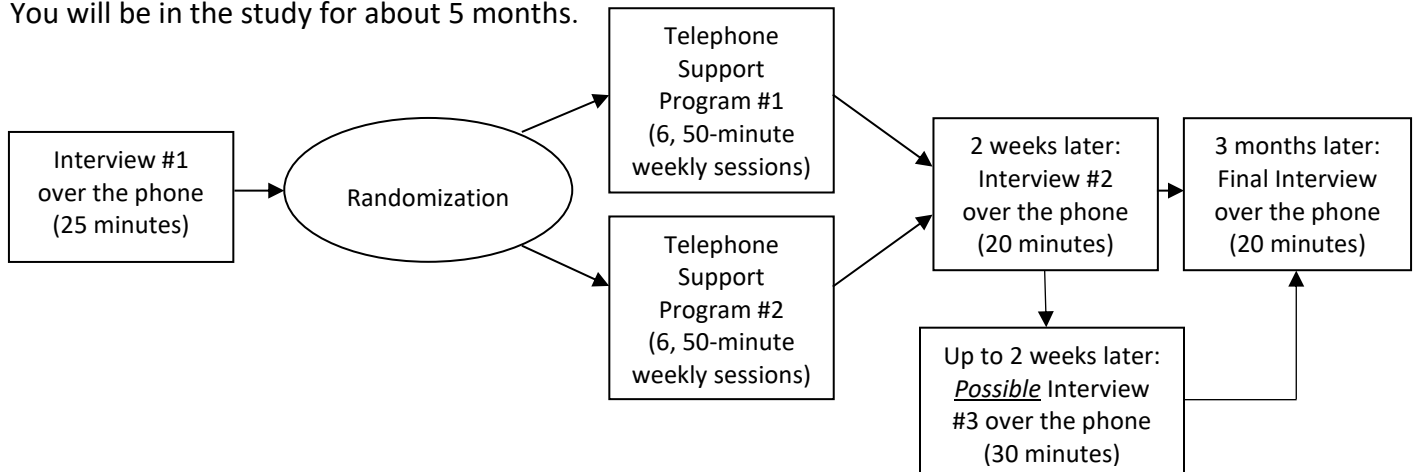 You will be in the study for about 5 months.
Interview #1
over the phone
(25 minutes)
Randomization
Telephone
Support
Program #1
(6, 50-minute
weekly sessions)
Telephone
Support
Program #2
(6, 50-minute
weekly sessions)
2 weeks later:
Interview #2
over the phone
(20 minutes)
3 months later:
Final Interview
over the phone
(20 minutes)
Up to 2 weeks later:
Possible Interview
#3 over the phone
(30 minutes)